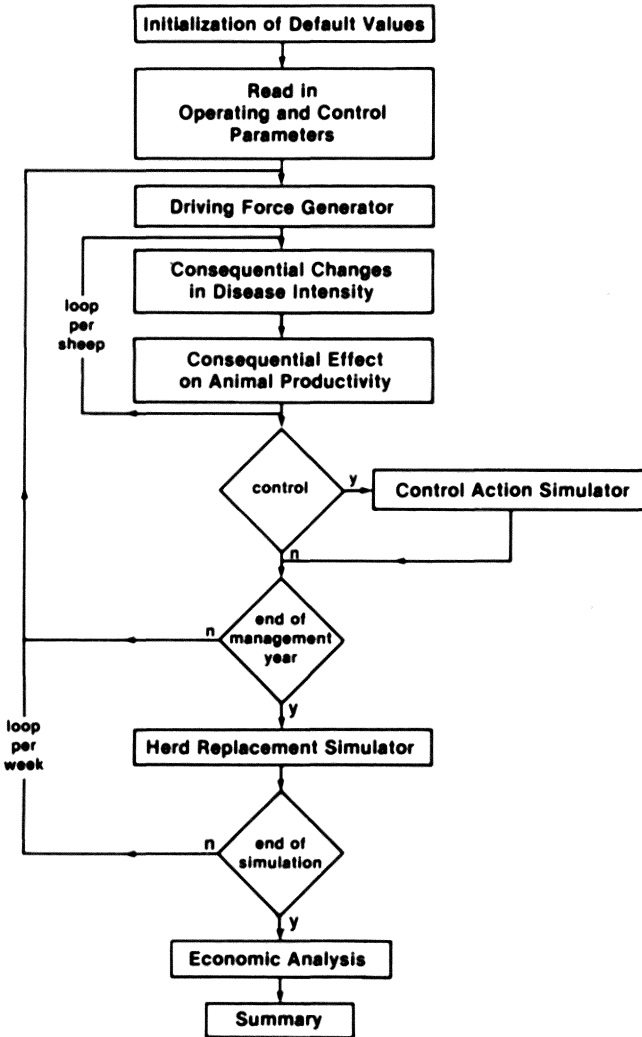 Initialization of Default Values
Read in
Operating and Control
Parameters
Driving Force Generator
Consequential Changes
in Disease Intensity
loop
per
sheep
Consequential Effect
on Animal Productivity
control
y
Control Action Simulator
n
end of
management
year
n
y
loop
per
week
Herd Replacement Simulator
end of
simulation
n
y
Economic Analysis
Summary